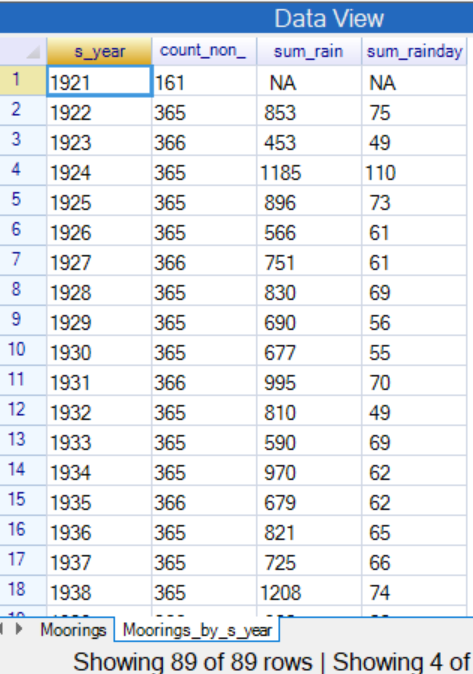 Data View
s_year count_non_ sum_rain sum_rainday
1 1921 161 NA NA
2 1922 365 853 75
3 1923 366 453 49
4 1924 365 1185 110
5 1925 365 896 73
6 1926 365 566 61
7 1927 366 751 61
8 1928 365 830 69
9 1929 365 690 56
10 1930 365 677 55
11 1931 366 995 70
12 1932 365 810 49
13 1933 365 590 69
14 1934 365 970 62
15 1935 366 679 62
16 1936 365 821 65
17 1937 365 725 66
18 1938 365 1208 74
Moorings Moorings_by_s_year
Showing 89 of 89 rows | Showing 4 of